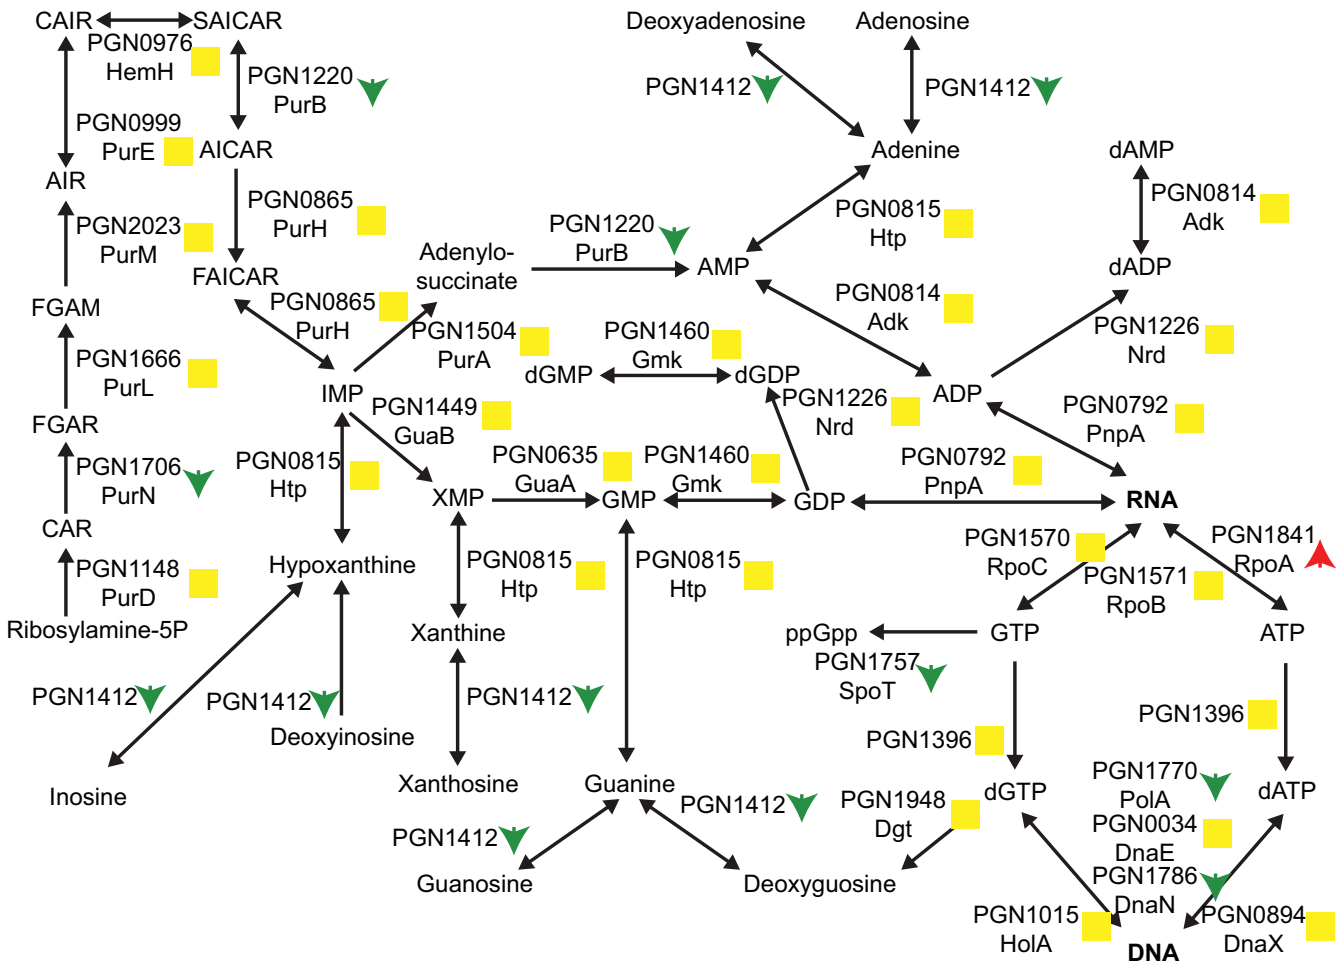 CAIR
SAICAR
Deoxyadenosine
Adenosine
PGN0976
HemH
PGN1220
PurB
PGN1412
PGN1412
PGN0999
PurE
AICAR
Adenine
dAMP
AIR
PGN0865
PurH
PGN0815
Htp
PGN0814
Adk
PGN2023
PurM
PGN1220
PurB
Adenylo-
succinate
AMP
dADP
FAICAR
FGAM
PGN0865
PurH
PGN0814
Adk
PGN1504
PurA
PGN1460
Gmk
PGN1226
Nrd
PGN1666
PurL
dGMP
dGDP
IMP
ADP
PGN1226
Nrd
FGAR
PGN1449
GuaB
PGN0792
PnpA
PGN1706
PurN
PGN0815
Htp
PGN0635
GuaA
PGN1460
Gmk
PGN0792
PnpA
XMP
GMP
GDP
RNA
CAR
PGN1148
PurD
Hypoxanthine
PGN0815
Htp
PGN0815
Htp
PGN1570
RpoC
PGN1571
RpoB
PGN1841
RpoA
Ribosylamine-5P
Xanthine
ppGpp
GTP
ATP
PGN1757
SpoT
PGN1412
PGN1412
PGN1412
PGN1396
PGN1396
Deoxyinosine
Inosine
Xanthosine
Guanine
dGTP
dATP
PGN1770
PolA
PGN1412
PGN1412
PGN1948
Dgt
PGN0034
DnaE
Guanosine
Deoxyguosine
PGN1786
DnaN
PGN1015
HolA
PGN0894
DnaX
DNA